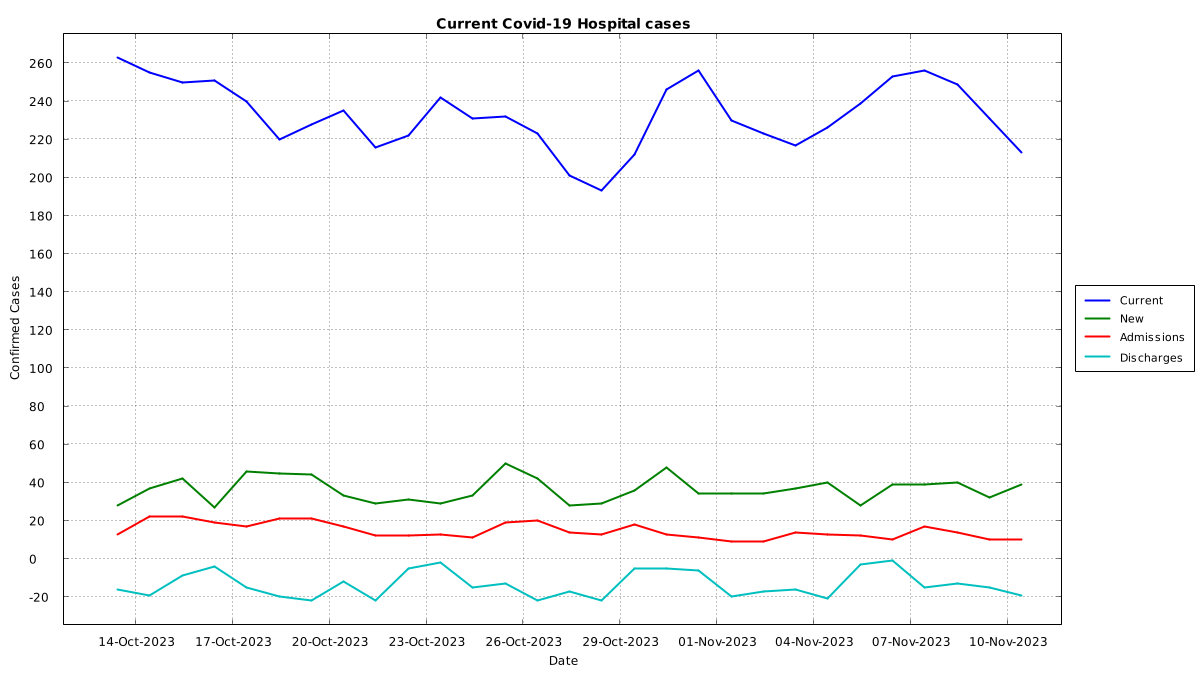 Current Covid-19 Hospital cases
260
240
220
200
180
160
140
120
100
80
60
40
20
0
-20
Confirmed Cases
14-Oct-2023 17-Oct-2023 20-Oct-2023 23-Oct-2023 26-Oct-2023 29-Oct-2023 01-Nov-2023 04-Nov-2023 07-Nov-2023 10-Nov-2023
Date
Current
New
Admissions
Discharges